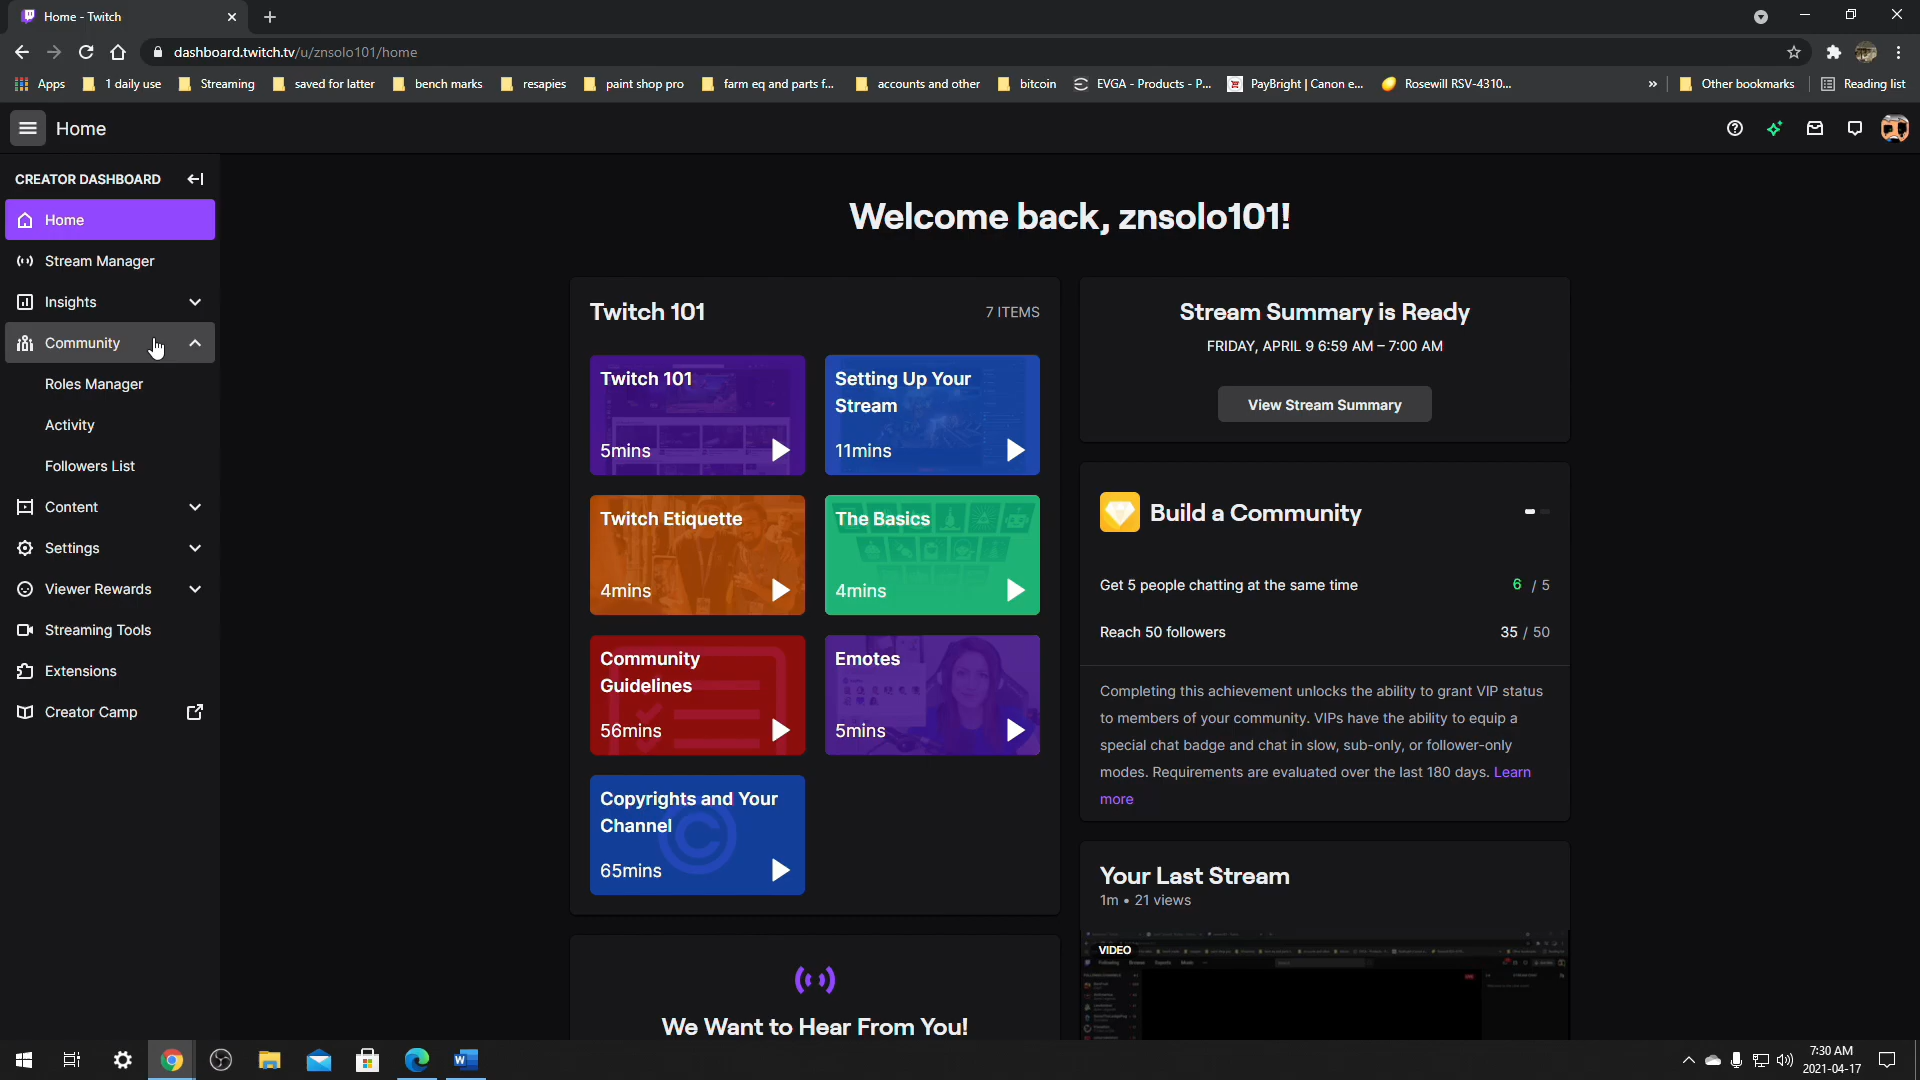 Home - Twitch
dashboard.twitch.tv/u/znsolo101/home
Apps
1 daily use
Streaming
saved for latter
bench marks
resapies
paint shop pro
farm eq and parts f...
accounts and other
bitcoin
EVGA - Products - P...
PayBright | Canon e...
Rosewill RSV-4310...
»
Other bookmarks
Reading list
Home
CREATOR DASHBOARD
Home
Stream Manager
Insights
Community
Roles Manager
Activity
Followers List
Content
Settings
Viewer Rewards
Streaming Tools
Extensions
Creator Camp
Welcome back, znsolo101!
Twitch 101
7 ITEMS
Twitch 101
5mins
Setting Up Your
Stream
11mins
Twitch Etiquette
4mins
The Basics
4mins
Community
Guidelines
56mins
Emotes
5mins
Copyrights and Your
Channel
65mins
We Want to Hear From You!
Stream Summary is Ready
FRIDAY, APRIL 9 6:59 AM – 7:00 AM
View Stream Summary
Build a Community
Get 5 people chatting at the same time
6 / 5
Reach 50 followers
35 / 50
Completing this achievement unlocks the ability to grant VIP status
to members of your community. VIPs have the ability to equip a
special chat badge and chat in slow, sub-only, or follower-only
modes. Requirements are evaluated over the last 180 days. Learn
more
Your Last Stream
1m • 21 views
VIDEO
7:30 AM
2021-04-17